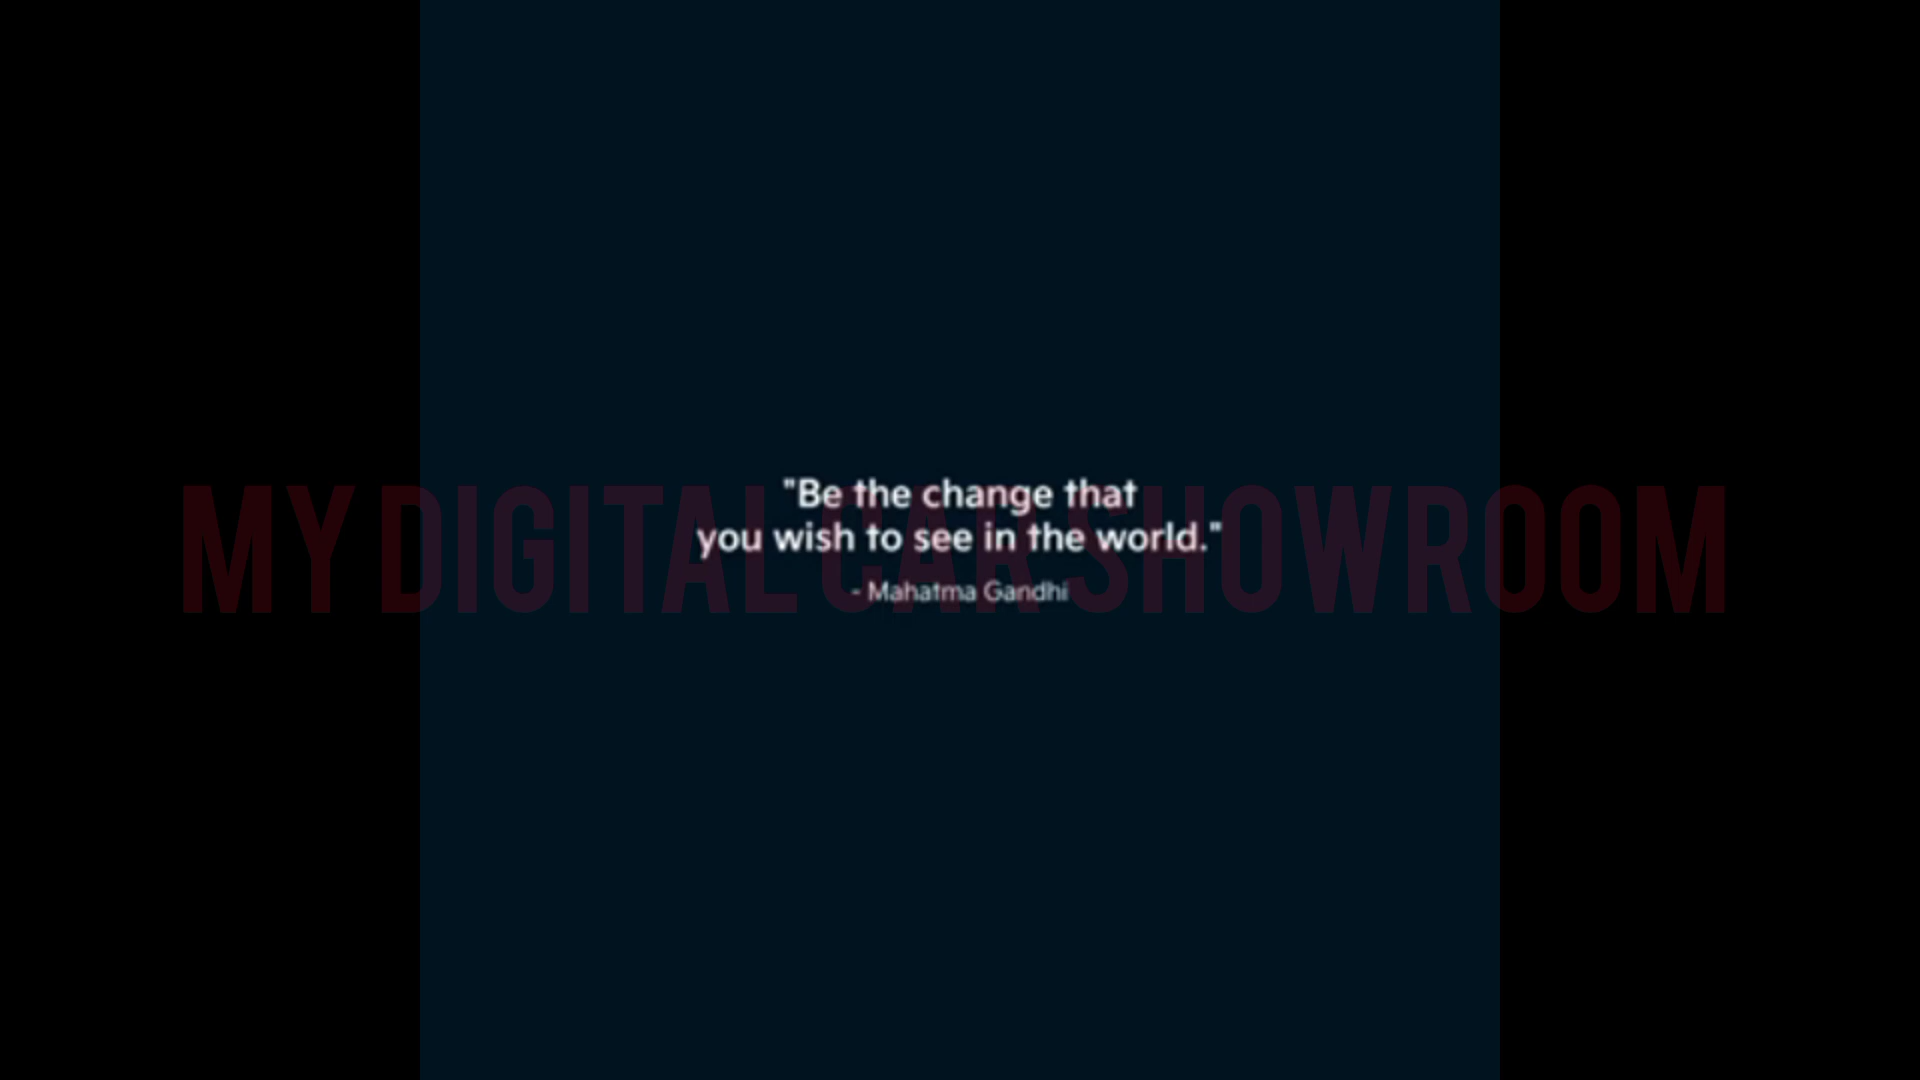 "Be the change that
you wish to see in the world."
- Mahatma Gandhi
MY DIGITAL CAR SHOWROOM